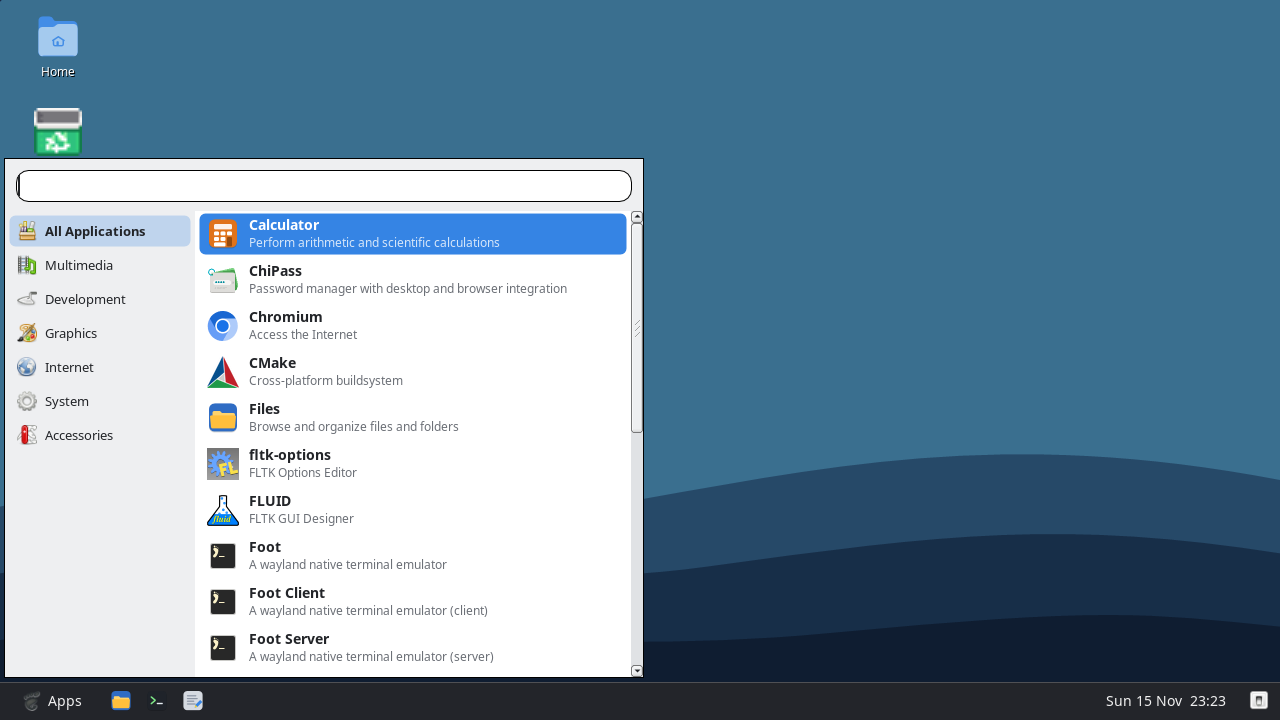 Home
All Applications
Multimedia
Development
Graphics
Internet
System
Accessories
Calculator
Perform arithmetic and scientific calculations
ChiPass
Password manager with desktop and browser integration
Chromium
Access the Internet
CMake
Cross-platform buildsystem
Files
Browse and organize files and folders
fltk-options
FLTK Options Editor
FLUID
FLTK GUI Designer
Foot
A wayland native terminal emulator
Foot Client
A wayland native terminal emulator (client)
Foot Server
A wayland native terminal emulator (server)
Apps
Sun 15 Nov 23:23